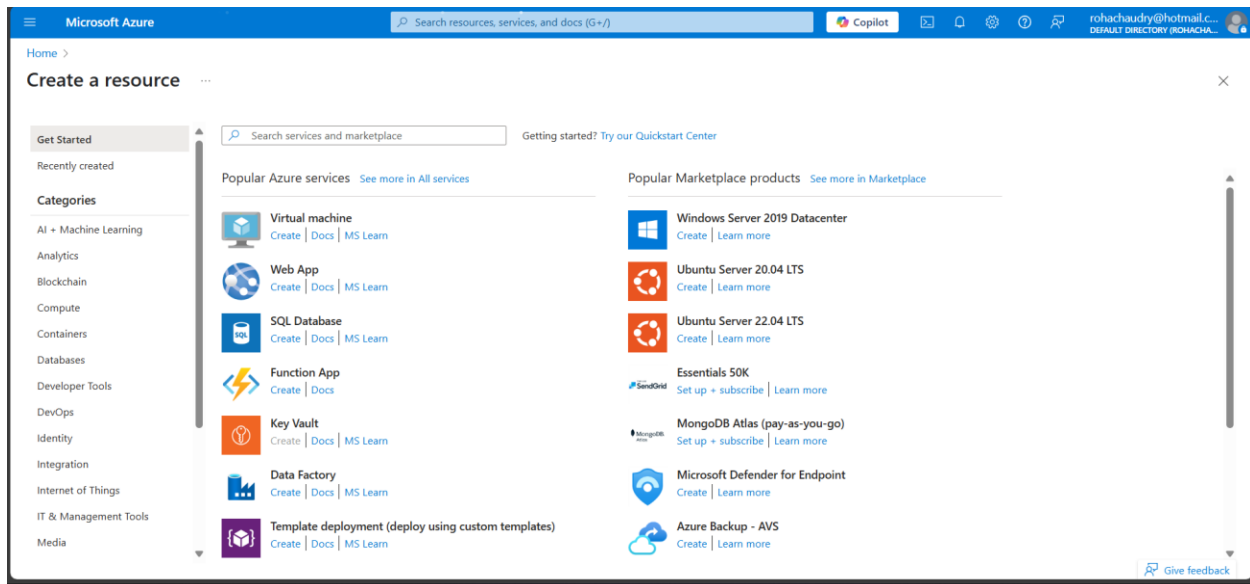 Microsoft Azure
Search resources, services, and docs (G+/)
Copilot
rohachaudry@hotmail.c...
DEFAULT DIRECTORY (ROHACHA...
Home >
Create a resource ...
Get Started
Recently created
Categories
AI + Machine Learning
Analytics
Blockchain
Compute
Containers
Databases
Developer Tools
DevOps
Identity
Integration
Internet of Things
IT & Management Tools
Media
Search services and marketplace
Getting started? Try our Quickstart Center
Popular Azure services See more in All services
Virtual machine
Create | Docs | MS Learn
Web App
Create | Docs | MS Learn
SQL
SQL Database
Create | Docs | MS Learn
Function App
Create | Docs
Key Vault
Create | Docs | MS Learn
Data Factory
Create | Docs | MS Learn
Template deployment (deploy using custom templates)
Create | Docs | MS Learn
Popular Marketplace products See more in Marketplace
Windows Server 2019 Datacenter
Create | Learn more
Ubuntu Server 20.04 LTS
Create | Learn more
Ubuntu Server 22.04 LTS
Create | Learn more
SendGrid
Essentials 50K
Set up + subscribe | Learn more
MongoDB
MongoDB Atlas (pay-as-you-go)
Set up + subscribe | Learn more
Microsoft Defender for Endpoint
Create | Learn more
Azure Backup - AVS
Create | Learn more
Give feedback